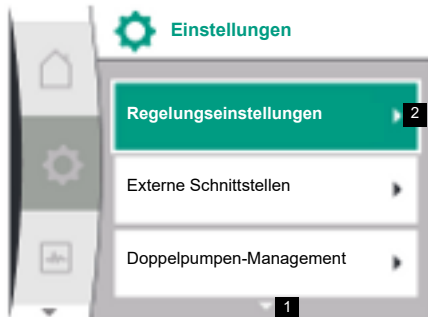 Einstellungen
Regelungseinstellungen
2
Externe Schnittstellen
Doppelpumpen-Management
1